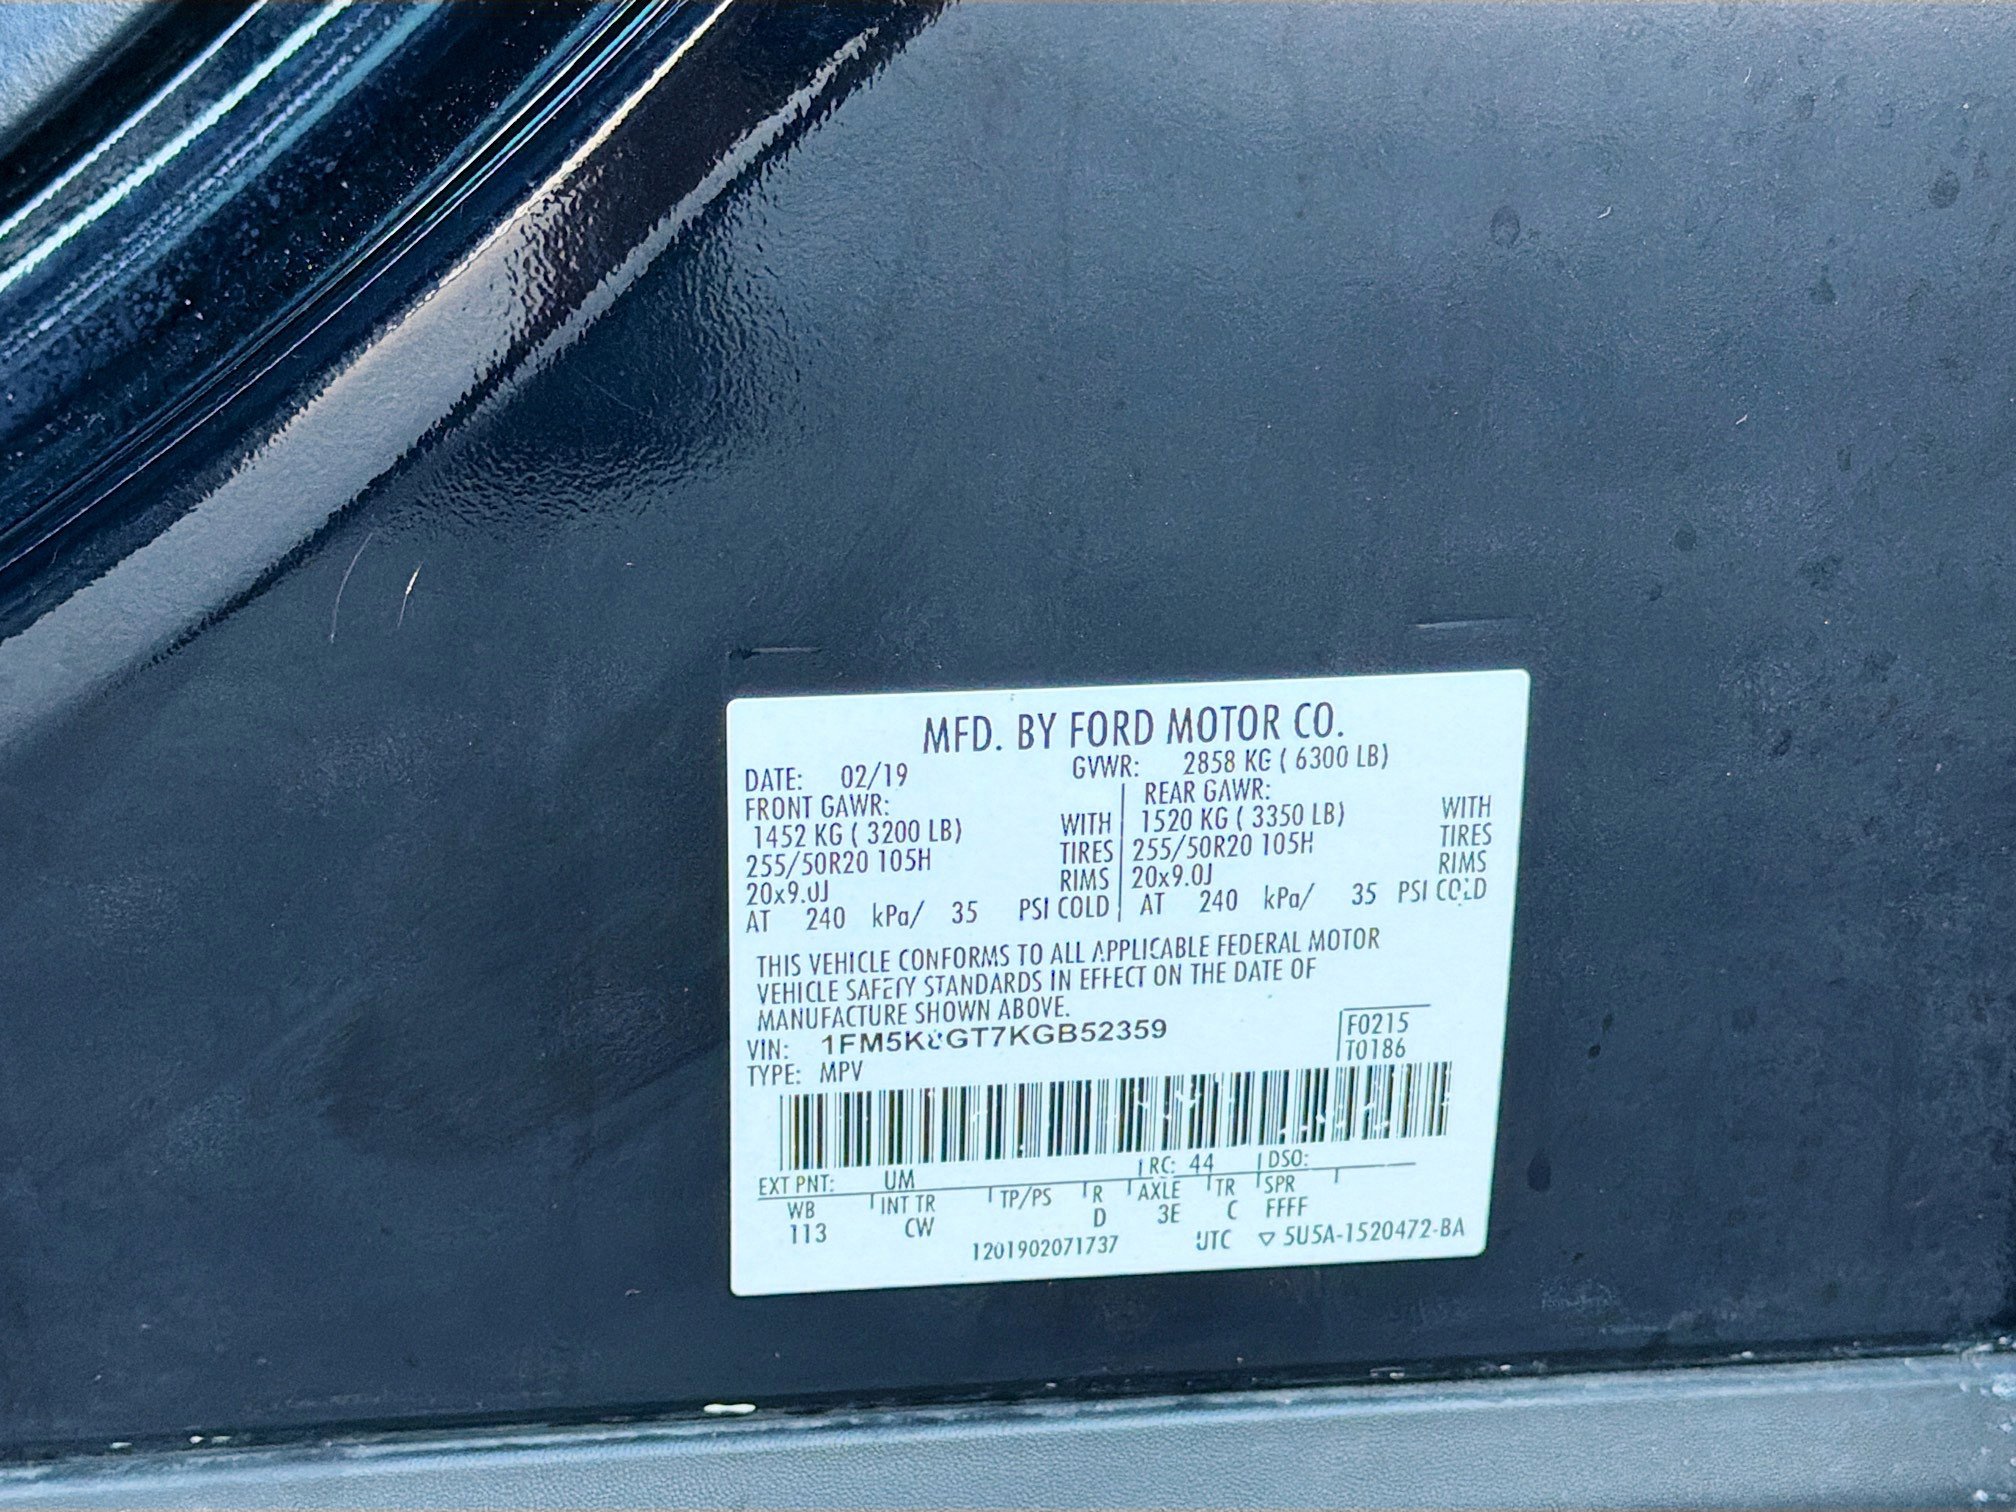 MFD. BY FORD MOTOR CO.
DATE: 02/19 GVWR: 2858 KG ( 6300 LB)
FRONT GAWR: REAR GAWR:
1452 KG ( 3200 LB) WITH 1520 KG ( 3350 LB) WITH
255/50R20 105H TIRES 255/50R20 105H TIRES
20x9.0J RIMS 20x9.0J RIMS
AT 240 kPa/ 35 PSI COLD AT 240 kPa/ 35 PSI COLD
THIS VEHICLE CONFORMS TO ALL APPLICABLE FEDERAL MOTOR
VEHICLE SAFETY STANDARDS IN EFFECT ON THE DATE OF
MANUFACTURE SHOWN ABOVE.
VIN: 1FM5K8GT7KGB52359
F0215
T0186
TYPE: MPV
EXT PNT: UM RC: 44 DSO:
WB INT TR TP/PS R AXLE TR SPR
113 CW D 3E C FFFF
1201902071737 UTC ▽ 5U5A-1520472-BA